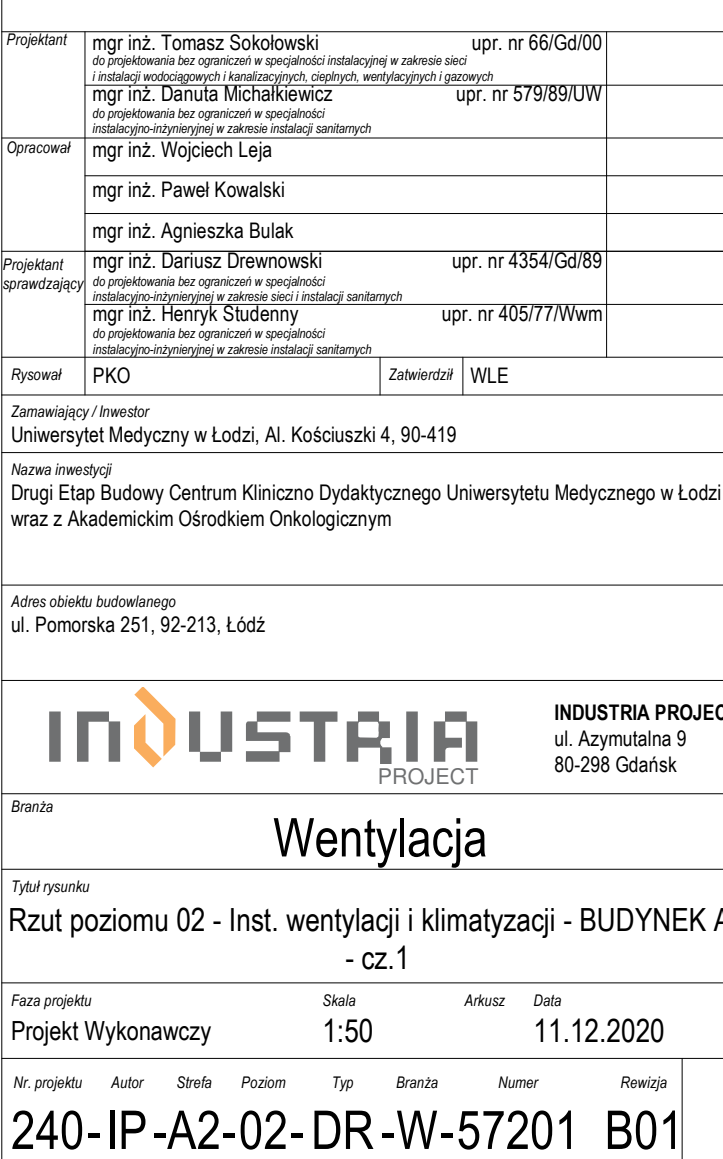 Projektant
mgr inż. Tomasz Sokołowski upr. nr 66/Gd/00
do projektowania bez ograniczeń w specjalności instalacyjnej w zakresie sieci
i instalacji wodociągowych i kanalizacyjnych, cieplnych, wentylacyjnych i gazowych
mgr inż. Danuta Michałkiewicz upr. nr 579/89/UW
do projektowania bez ograniczeń w specjalności
instalacyjno-inżynieryjnej w zakresie instalacji sanitarnych
Opracował
mgr inż. Wojciech Leja
mgr inż. Paweł Kowalski
mgr inż. Agnieszka Bulak
Projektant
sprawdzający
mgr inż. Dariusz Drewnowski upr. nr 4354/Gd/89
do projektowania bez ograniczeń w specjalności
instalacyjno-inżynieryjnej w zakresie sieci i instalacji sanitarnych
mgr inż. Henryk Studenny upr. nr 405/77/Wwm
do projektowania bez ograniczeń w specjalności
instalacyjno-inżynieryjnej w zakresie instalacji sanitarnych
Rysował PKO Zatwierdził WLE
Zamawiający / Inwestor
Uniwersytet Medyczny w Łodzi, Al. Kościuszki 4, 90-419
Nazwa inwestycji
Drugi Etap Budowy Centrum Kliniczno Dydaktycznego Uniwersytetu Medycznego w Łodzi
wraz z Akademickim Ośrodkiem Onkologicznym
Adres obiektu budowlanego
ul. Pomorska 251, 92-213, Łódź
INDUSTRIA
PROJECT
INDUSTRIA PROJEC
ul. Azymutalna 9
80-298 Gdańsk
Branża
Wentylacja
Tytuł rysunku
Rzut poziomu 02 - Inst. wentylacji i klimatyzacji - BUDYNEK A
- cz.1
Faza projektu Skala Arkusz Data
Projekt Wykonawczy 1:50 11.12.2020
Nr. projektu Autor Strefa Poziom Typ Branża Numer Rewizja
240-IP-A2-02-DR-W-57201 B01